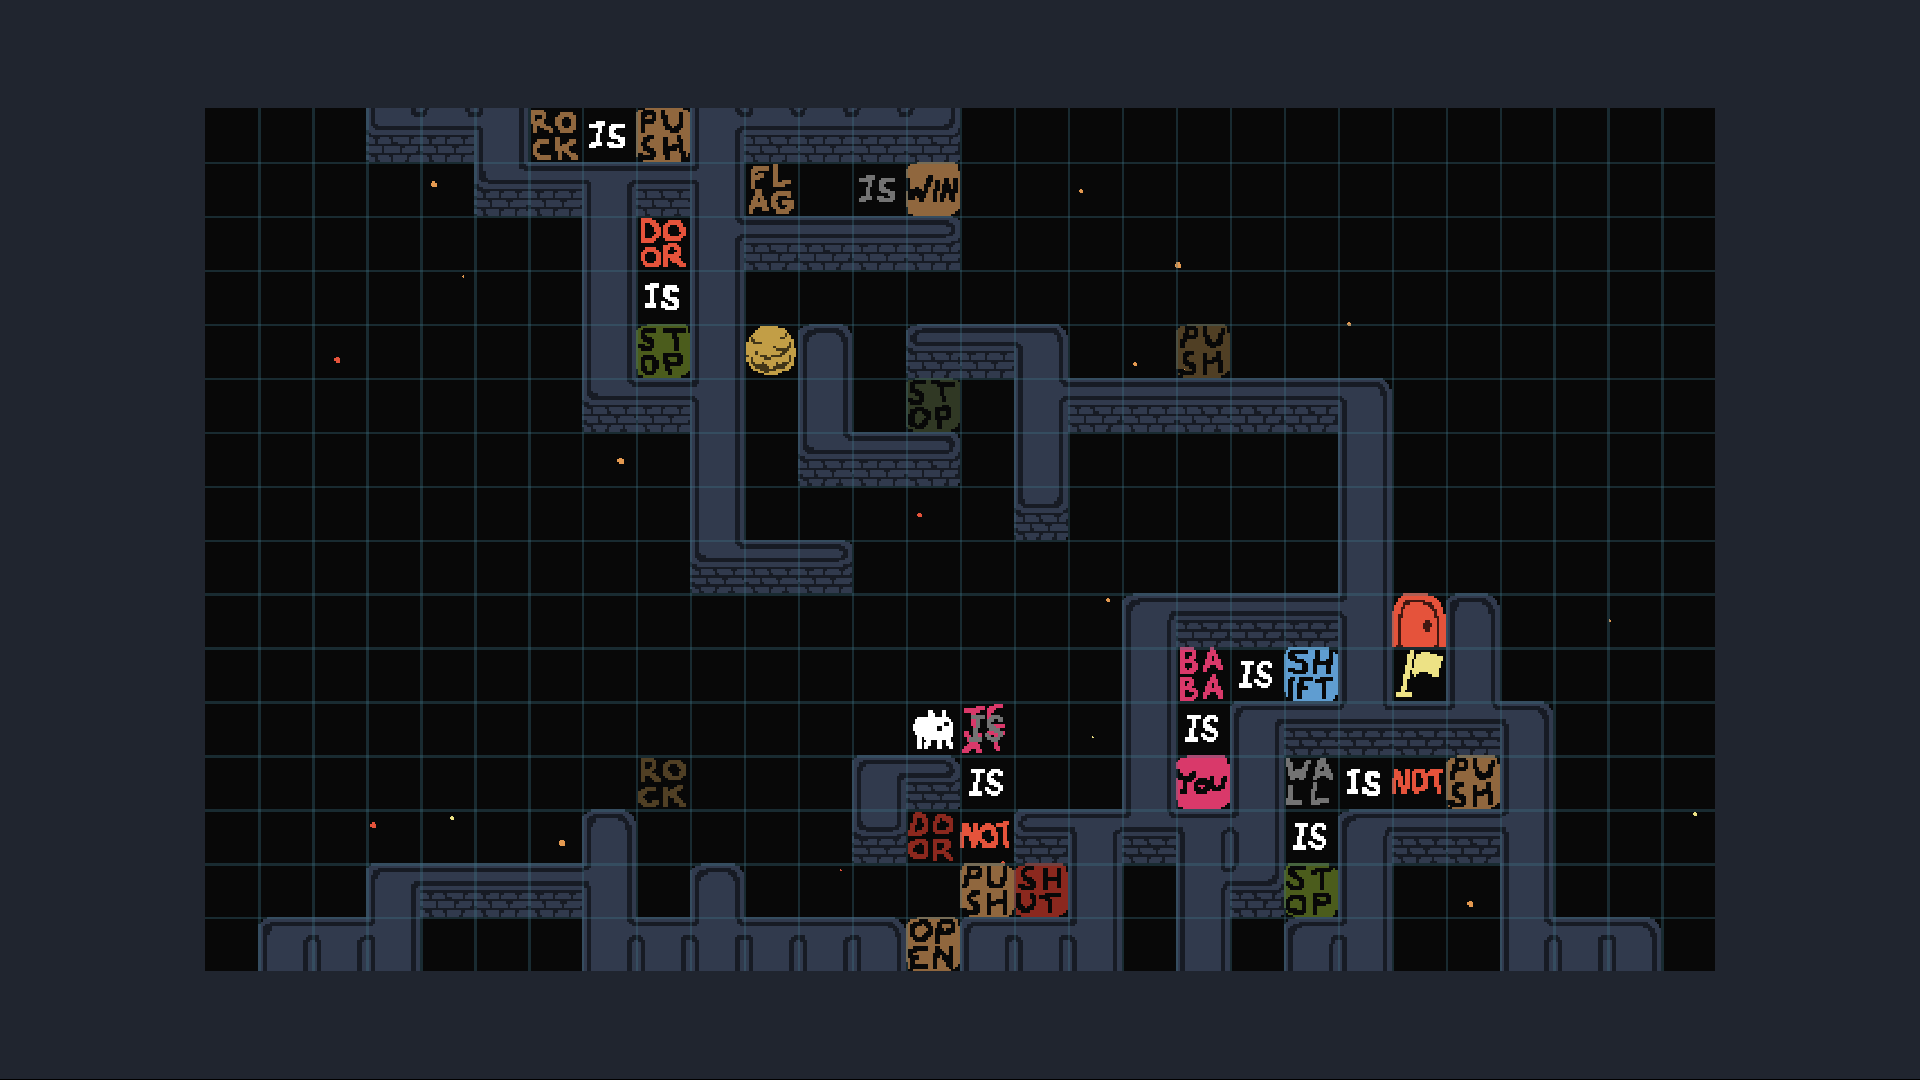 ROCK IS PUSH
FLAG IS WIN
DOOR
IS
STOP
PUSH
STOP
BABA IS SHIFT
IS
YOU
TEXT
IS
ROCK
WALL IS NOT PUSH
DOOR NOT
IS
PUSH SHUT
STOP
OPEN